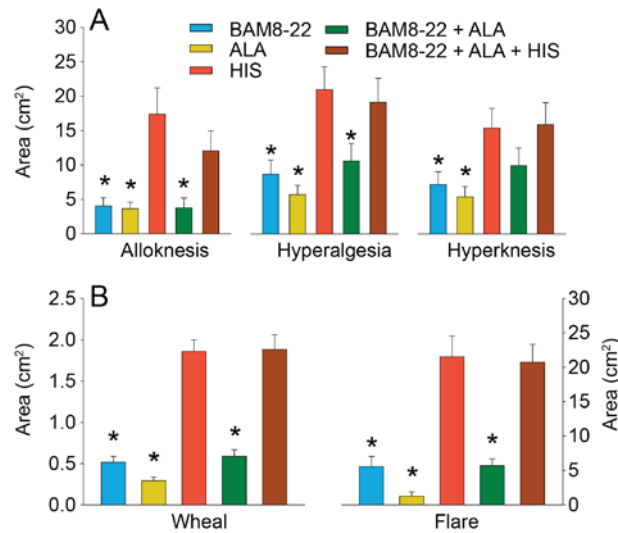 A
BAM8-22
BAM8-22 + ALA
ALA
BAM8-22 + ALA + HIS
HIS
Area (cm²)
30
25
20
15
10
5
0
* * *
* * *
* *
Alloknesis
Hyperalgesia
Hyperknesis
B
Area (cm²)
2.5
2.0
1.5
1.0
0.5
0.0
* * *
* * *
30
25
20
15
10
5
0
Area (cm²)
Wheal
Flare